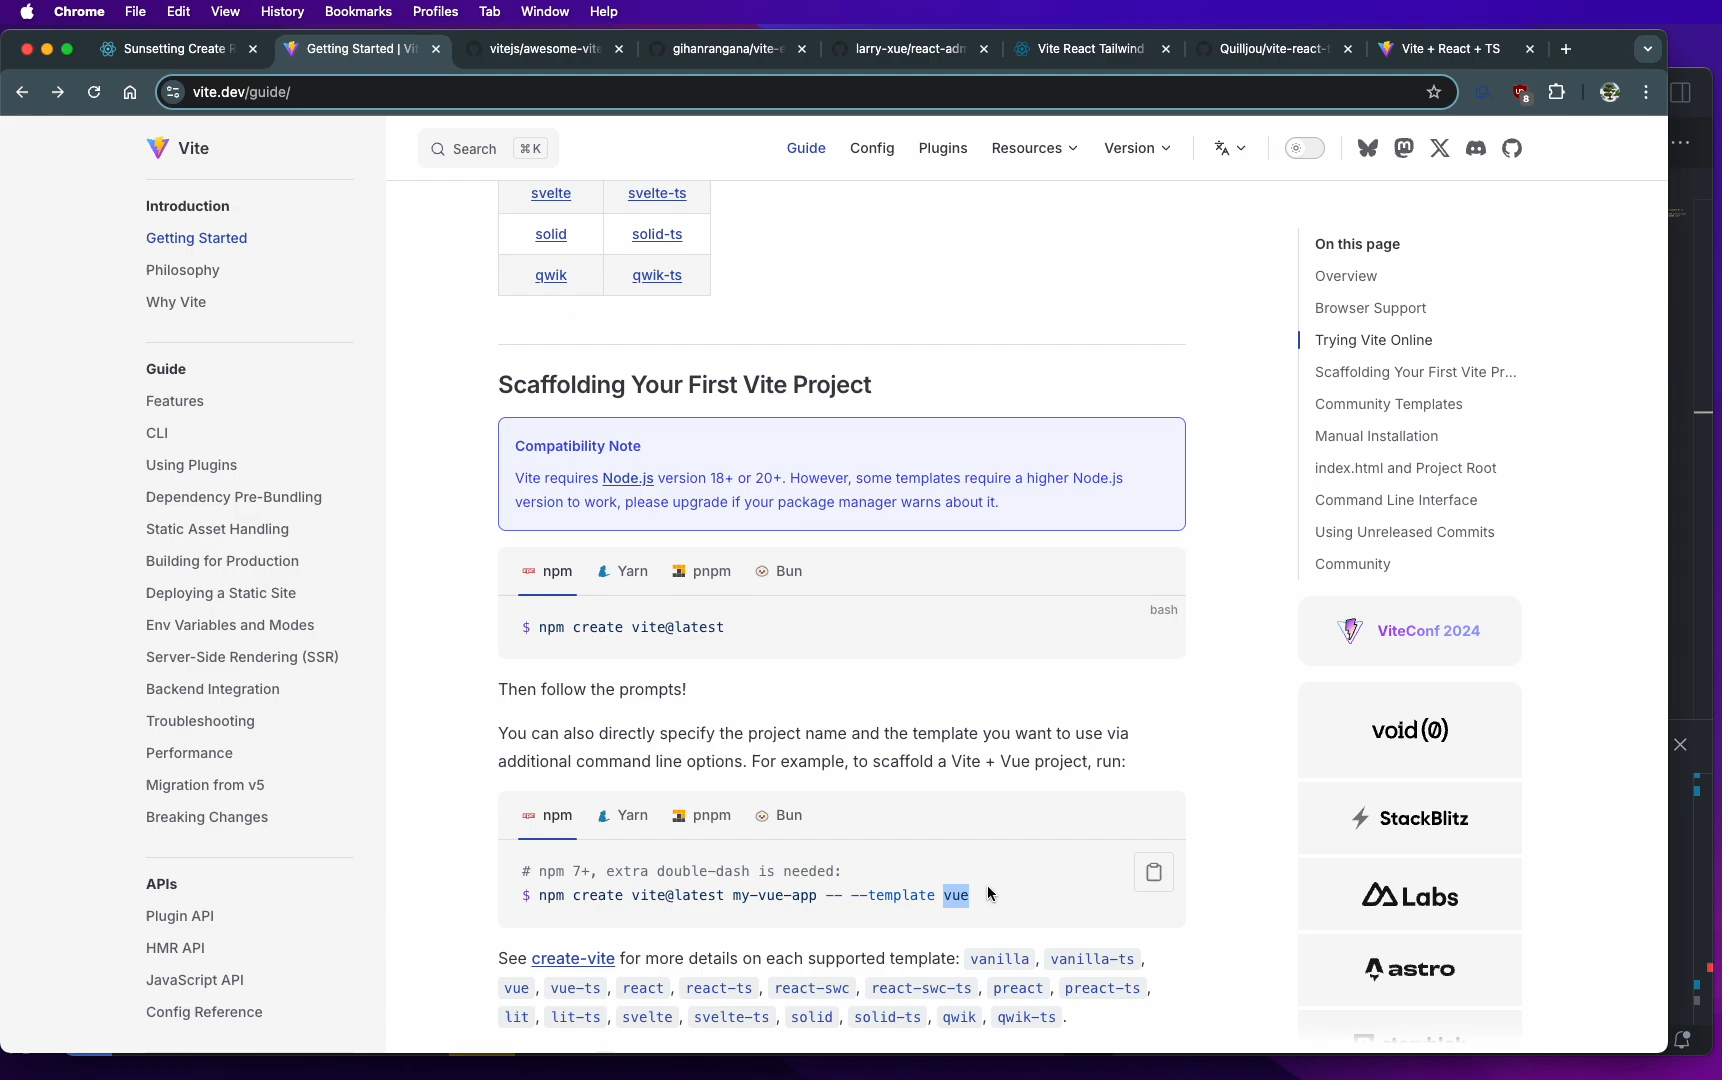 Chrome File Edit View History Bookmarks Profiles Tab Window Help
Sunsetting Create R
Getting Started | Vit
vitejs/awesome-vite
gihanrangana/vite-e
larry-xue/react-adm
Vite React Tailwind
Quilljou/vite-react-t
Vite + React + TS
vite.dev/guide/
8
Vite
Search ⌘K
Guide Config Plugins Resources Version
Introduction
Getting Started
Philosophy
Why Vite
Guide
Features
CLI
Using Plugins
Dependency Pre-Bundling
Static Asset Handling
Building for Production
Deploying a Static Site
Env Variables and Modes
Server-Side Rendering (SSR)
Backend Integration
Troubleshooting
Performance
Migration from v5
Breaking Changes
APIs
Plugin API
HMR API
JavaScript API
Config Reference
svelte svelte-ts
solid solid-ts
qwik qwik-ts
Scaffolding Your First Vite Project
Compatibility Note
Vite requires Node.js version 18+ or 20+. However, some templates require a higher Node.js
version to work, please upgrade if your package manager warns about it.
npm Yarn pnpm Bun
bash
$ npm create vite@latest
Then follow the prompts!
You can also directly specify the project name and the template you want to use via
additional command line options. For example, to scaffold a Vite + Vue project, run:
npm Yarn pnpm Bun
# npm 7+, extra double-dash is needed:
$ npm create vite@latest my-vue-app -- --template vue
See create-vite for more details on each supported template: vanilla, vanilla-ts,
vue, vue-ts, react, react-ts, react-swc, react-swc-ts, preact, preact-ts,
lit, lit-ts, svelte, svelte-ts, solid, solid-ts, qwik, qwik-ts.
On this page
Overview
Browser Support
Trying Vite Online
Scaffolding Your First Vite Pr...
Community Templates
Manual Installation
index.html and Project Root
Command Line Interface
Using Unreleased Commits
Community
ViteConf 2024
void(0)
StackBlitz
Labs
astro